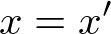 x = x′